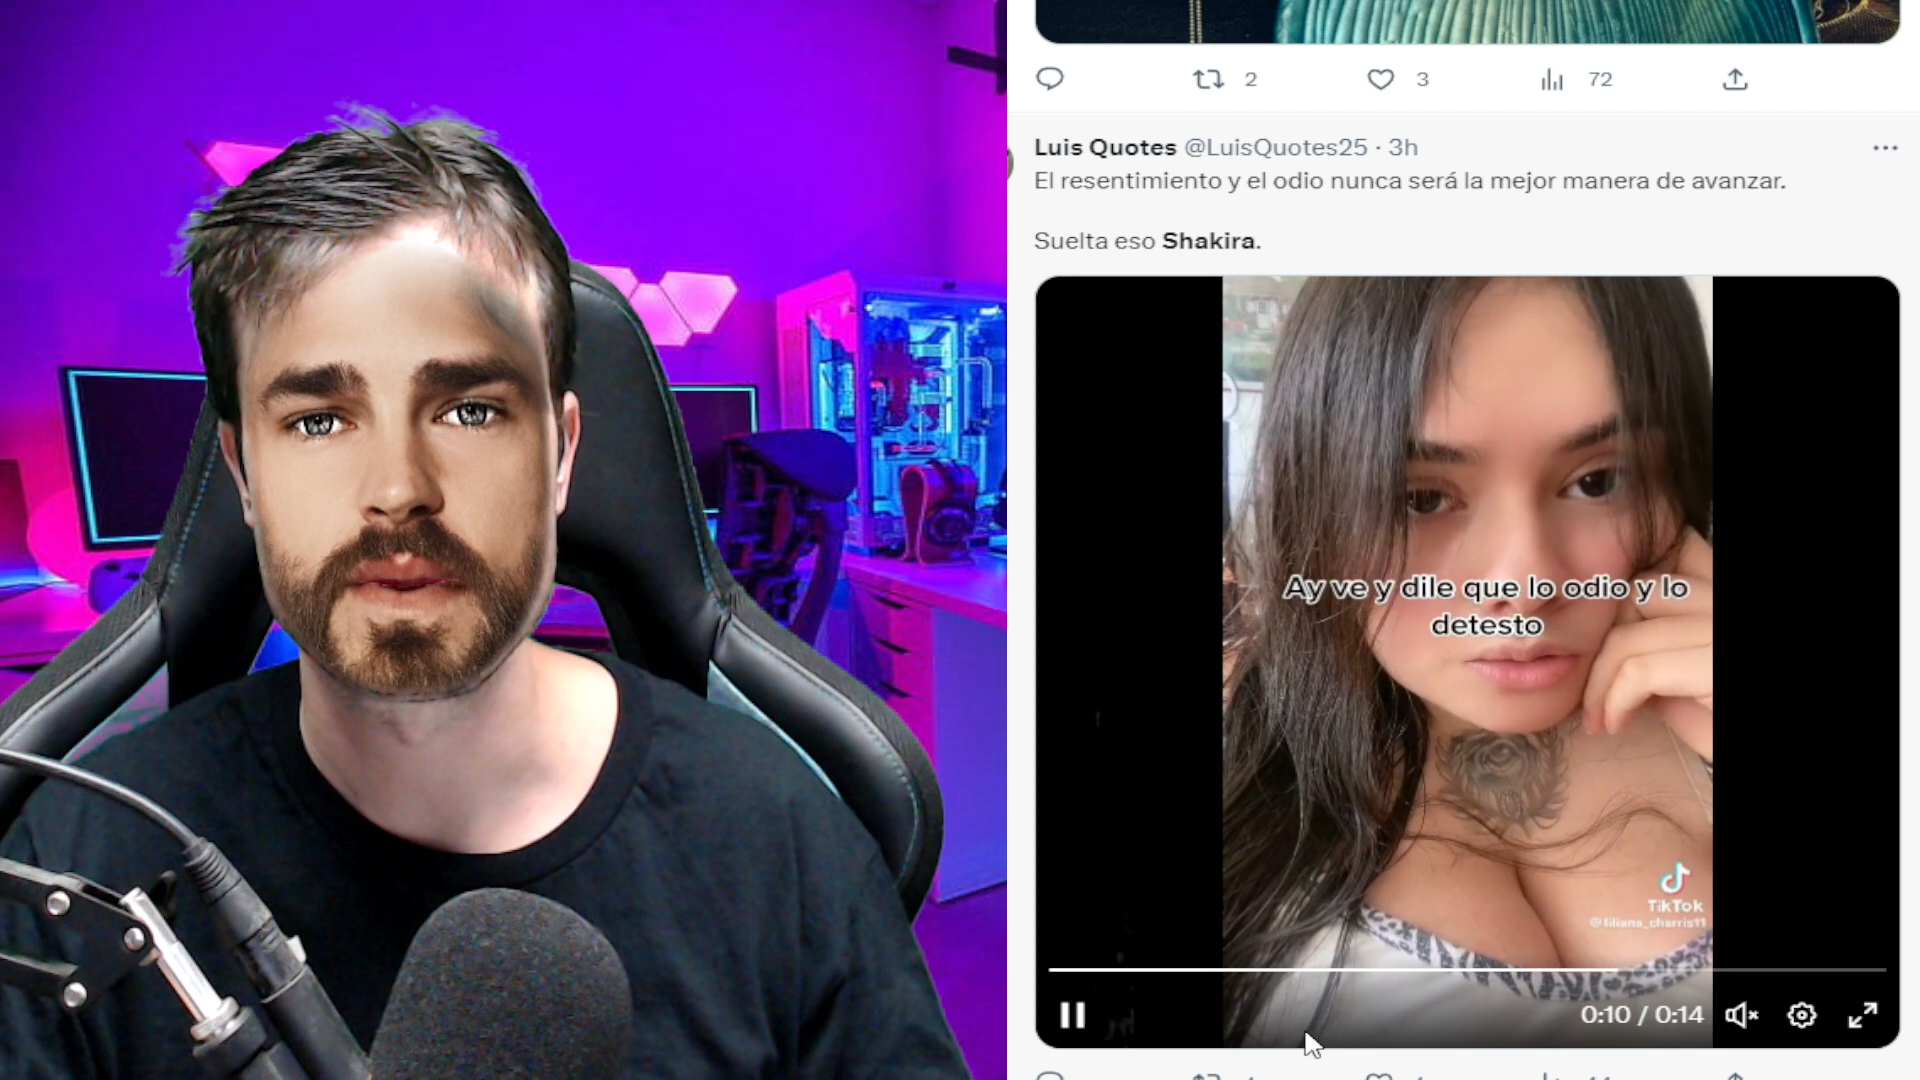 2
3
72
Luis Quotes @LuisQuotes25 · 3h
El resentimiento y el odio nunca será la mejor manera de avanzar.
Suelta eso Shakira.
Ay ve y dile que lo odio y lo
detesto
TikTok
@liliana_charris11
0:10 / 0:14